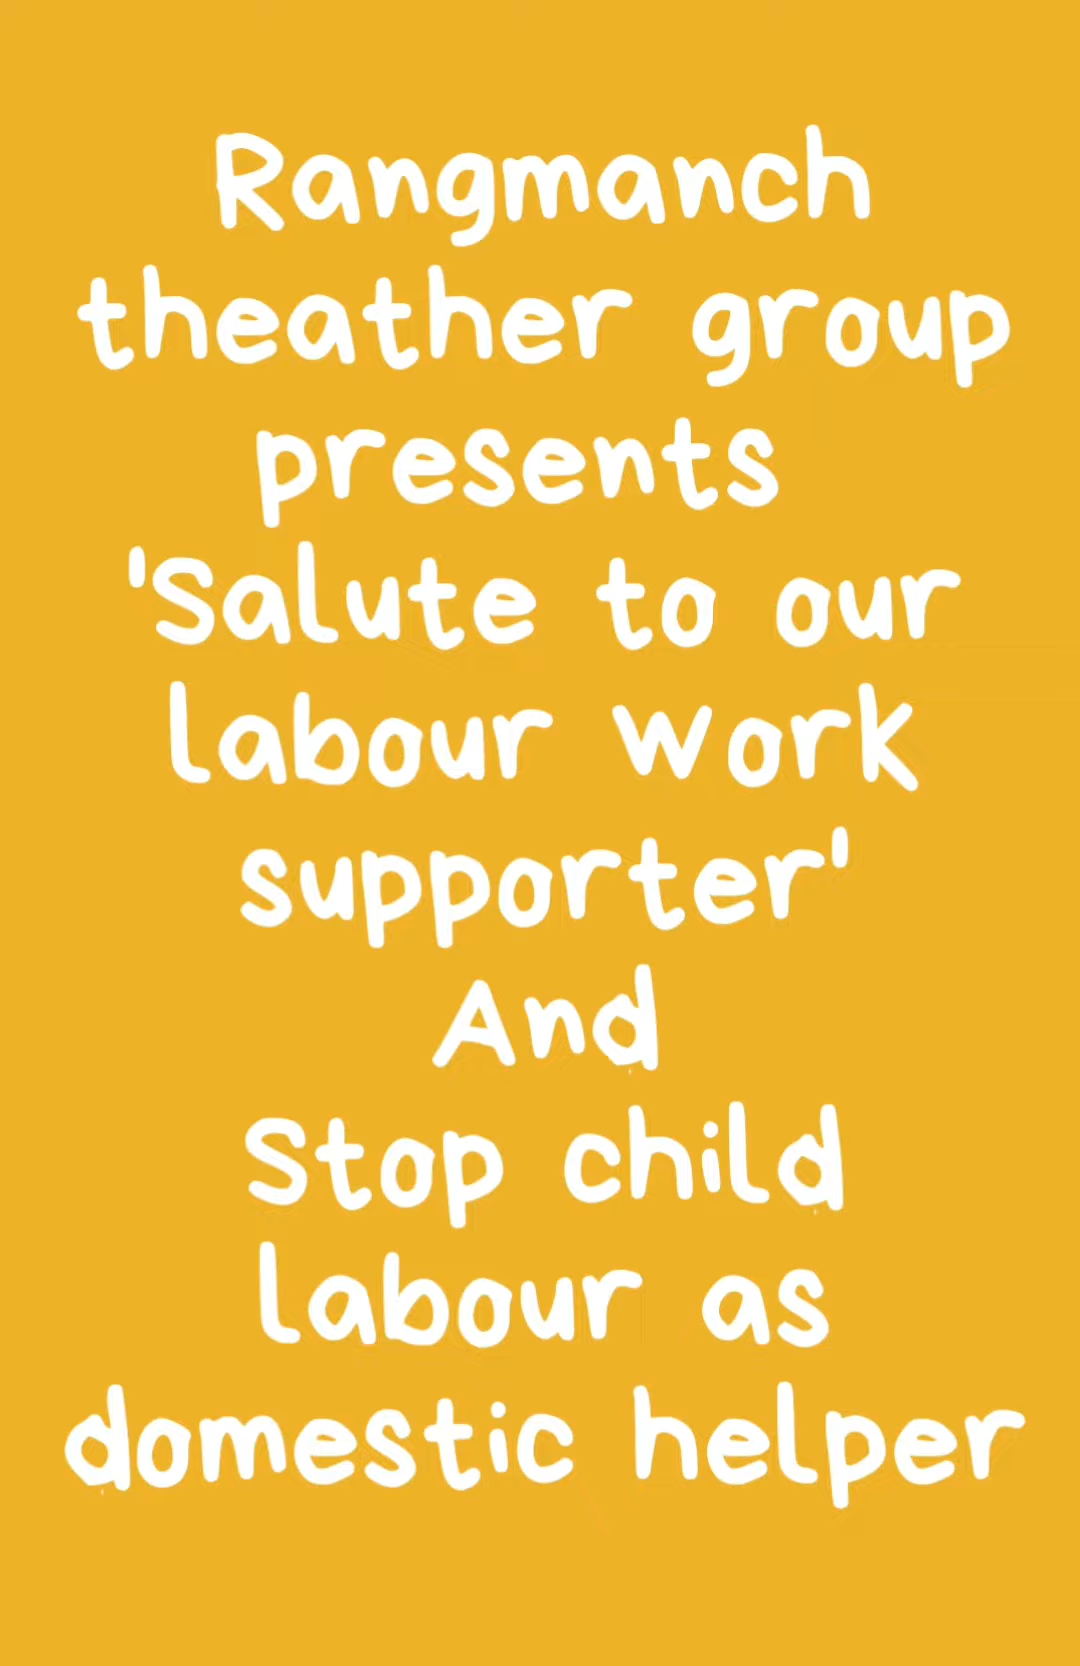 Rangmanch
theather group
presents
'Salute to our
labour work
supporter'
And
Stop child
labour as
domestic helper